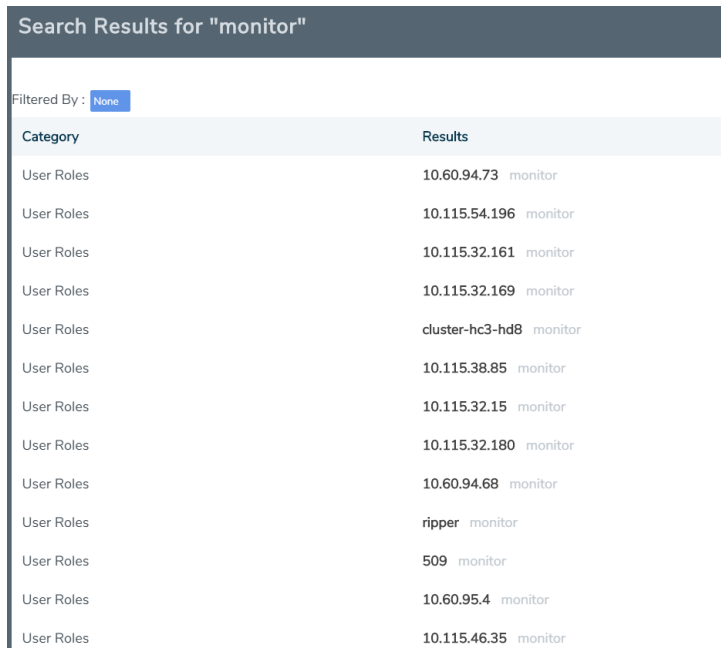 Search Results for "monitor"
Filtered By : None
Category Results
User Roles 10.60.94.73 monitor
User Roles 10.115.54.196 monitor
User Roles 10.115.32.161 monitor
User Roles 10.115.32.169 monitor
User Roles cluster-hc3-hd8 monitor
User Roles 10.115.38.85 monitor
User Roles 10.115.32.15 monitor
User Roles 10.115.32.180 monitor
User Roles 10.60.94.68 monitor
User Roles ripper monitor
User Roles 509 monitor
User Roles 10.60.95.4 monitor
User Roles 10.115.46.35 monitor